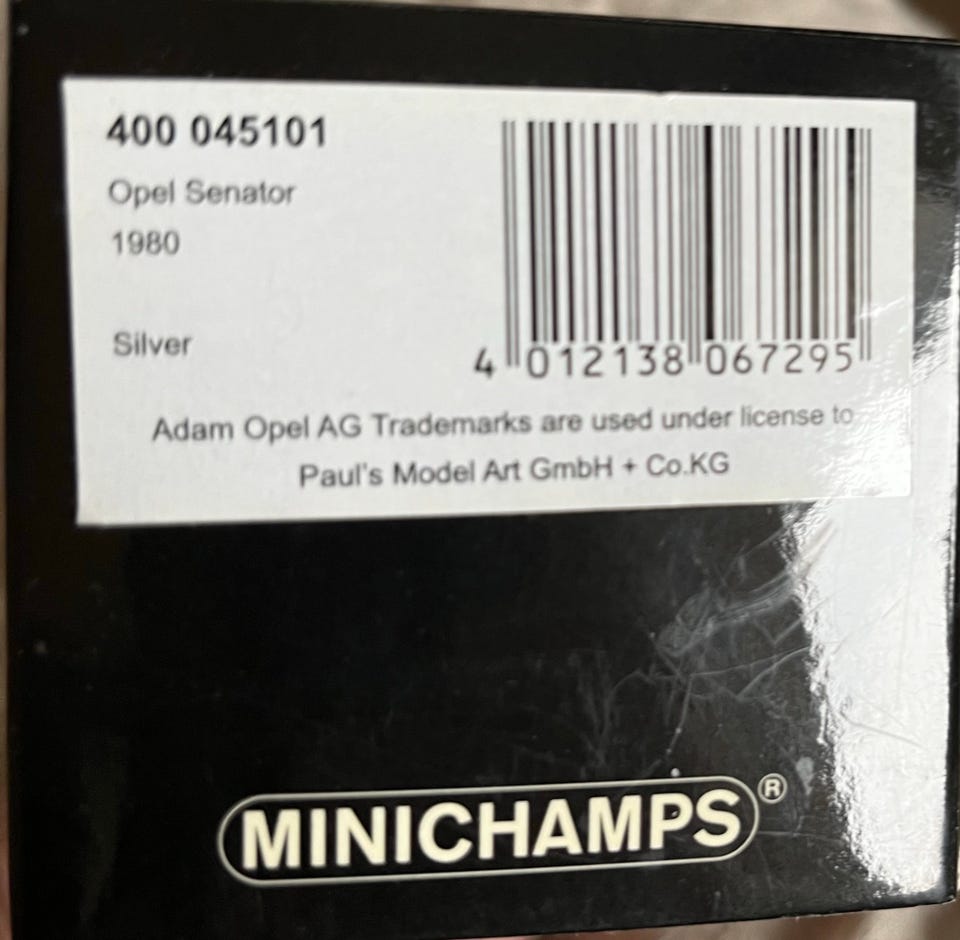 400 045101
Opel Senator
1980
Silver
4 012138 067295
Adam Opel AG Trademarks are used under license to
Paul's Model Art GmbH + Co.KG
MINICHAMPS®